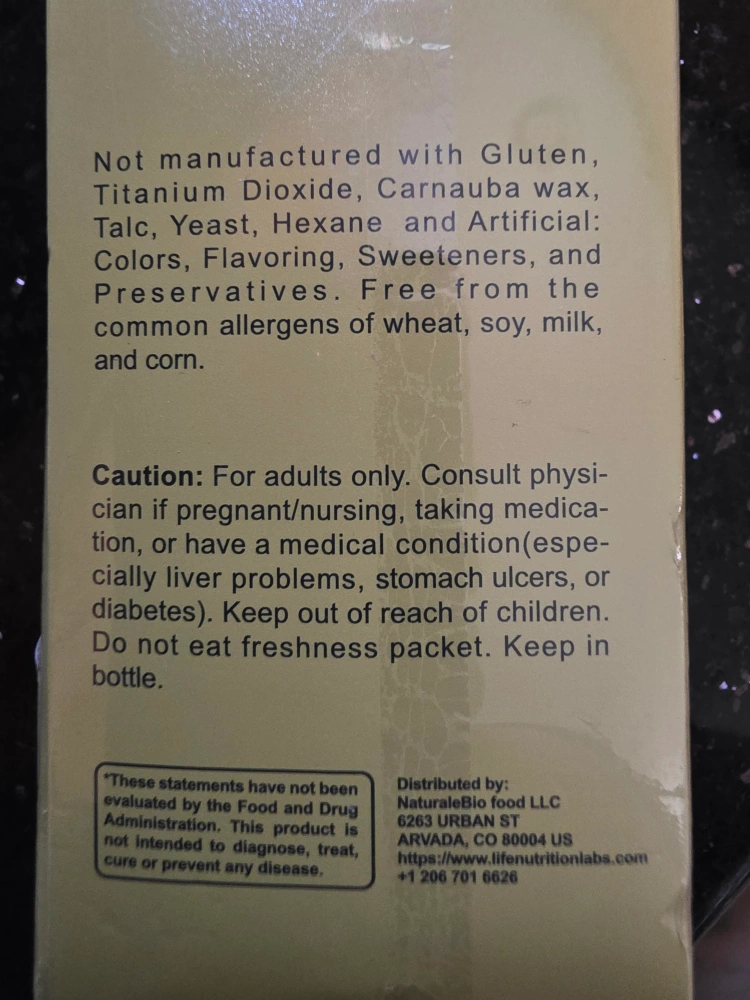 Not manufactured with Gluten,
Titanium Dioxide, Carnauba wax,
Talc, Yeast, Hexane and Artificial:
Colors, Flavoring, Sweeteners, and
Preservatives. Free from the
common allergens of wheat, soy, milk,
and corn.
Caution: For adults only. Consult physi-
cian if pregnant/nursing, taking medica-
tion, or have a medical condition(espe-
cially liver problems, stomach ulcers, or
diabetes). Keep out of reach of children.
Do not eat freshness packet. Keep in
bottle.
*These statements have not been
evaluated by the Food and Drug
Administration. This product is
not intended to diagnose, treat,
cure or prevent any disease.
Distributed by:
NaturaleBio food LLC
6263 URBAN ST
ARVADA, CO 80004 US
https://www.lifenutritionlabs.com
+1 206 701 6626